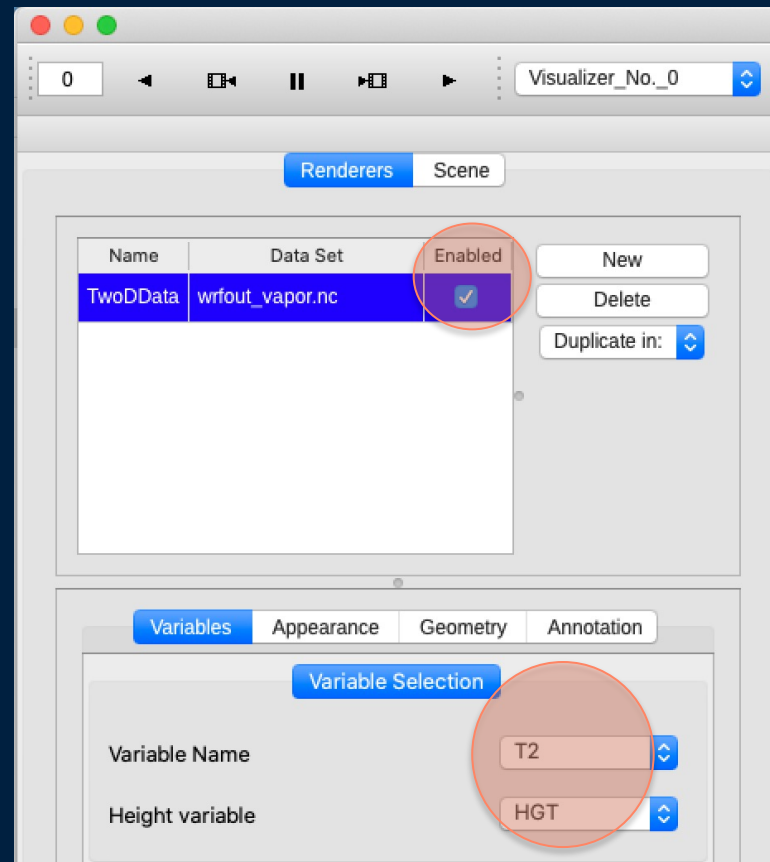 0 Visualizer_No._0
Renderers Scene
Name Data Set Enabled New
TwoDData wrfout_vapor.nc Delete
Duplicate in:
Variables Appearance Geometry Annotation
Variable Selection
Variable Name T2
Height variable HGT